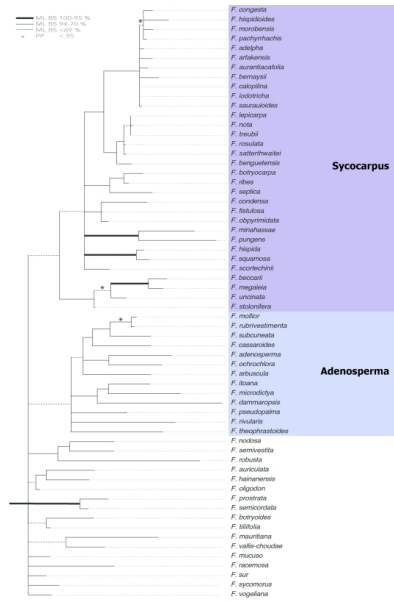 ML BS 100-95 %
ML BS 94-70 %
ML BS <69 %
* PP <.95
*
F. congesta
F. hispidioides
F. morobensis
F. pachyrrhachis
F. adelpha
F. arfakensis
F. aurantiacafolia
F. bernaysii
F. calopilina
F. iodotricha
F. saurauioides
F. lepicarpa
F. nota
F. treubii
F. rosulata
F. satterthwaitei
F. benguetensis
F. botryocarpa
F. ribes
F. septica
F. condensa
F. fistulosa
F. obpyrimidata
F. minahassae
F. pungens
F. hispida
F. squamosa
F. scortechinii
F. beccarii
*
F. megaleia
F. uncinata
F. stolonifera
Sycocarpus
F. mollior
*
F. rubrivestimenta
F. subcuneata
F. cassaroides
F. adenosperma
F. ochrochlora
F. arbuscula
F. itoana
F. microdictya
F. dammaropsis
F. pseudopalma
F. rivularis
F. theophrastoides
Adenosperma
F. nodosa
F. semivestita
F. robusta
F. auriculata
F. hainanensis
F. oligodon
F. prostrata
F. semicordata
F. botryoides
F. tiliifolia
F. mauritiana
F. vallis-choudae
F. mucuso
F. racemosa
F. sur
F. sycomorus
F. vogeliana